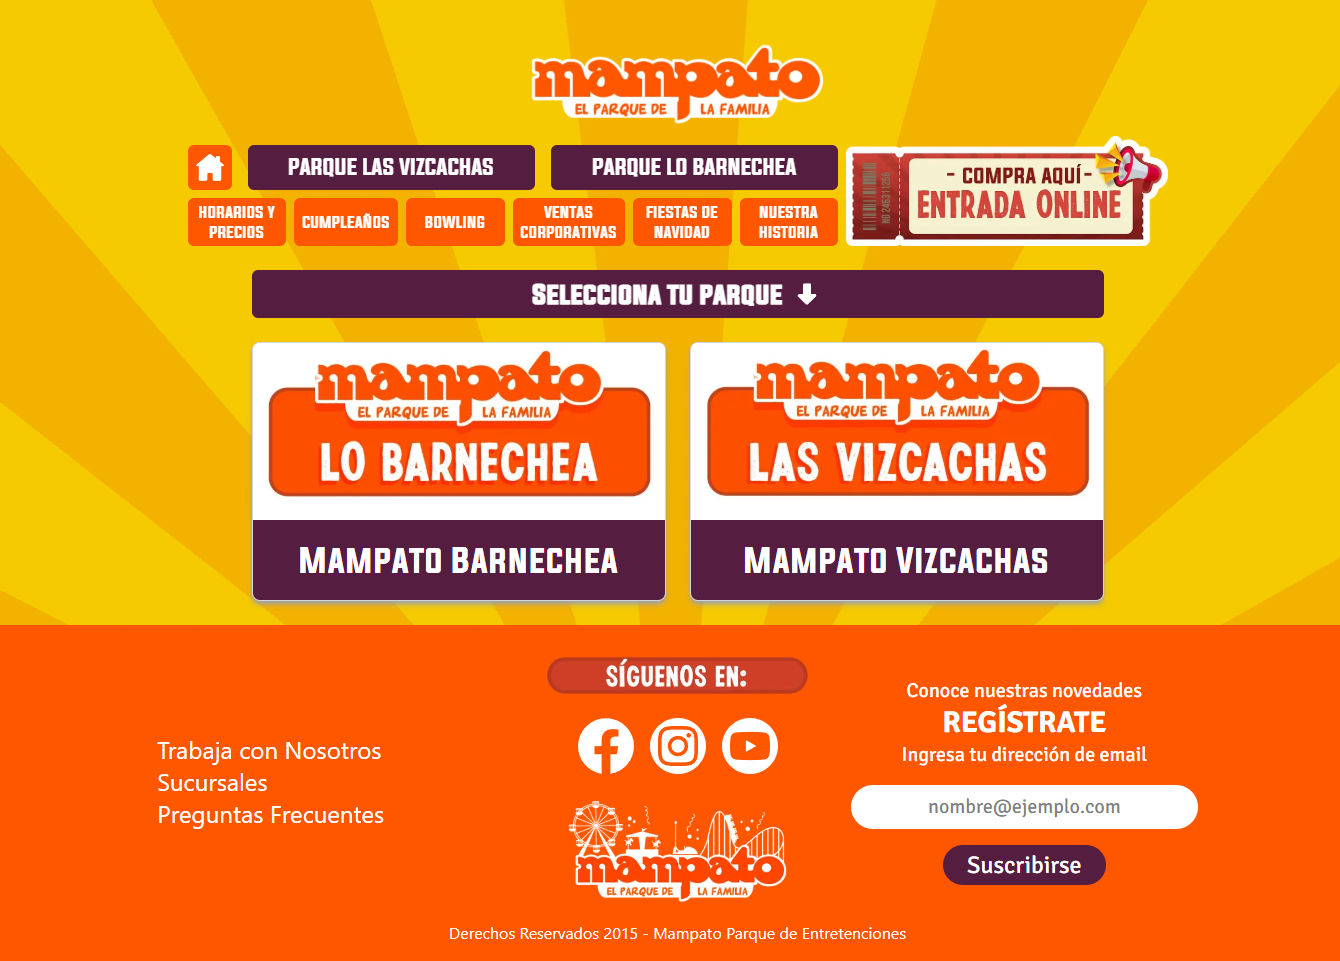 mampato
EL PARQUE DE LA FAMILIA
PARQUE LAS VIZCACHAS
PARQUE LO BARNECHEA
HORARIOS Y
PRECIOS
CUMPLEAÑOS
BOWLING
VENTAS
CORPORATIVAS
FIESTAS DE
NAVIDAD
NUESTRA
HISTORIA
NO 246311256
- COMPRA AQUÍ -
ENTRADA ONLINE
SELECCIONA TU PARQUE
mampato
EL PARQUE DE LA FAMILIA
LO BARNECHEA
MAMPATO BARNECHEA
mampato
EL PARQUE DE LA FAMILIA
LAS VIZCACHAS
MAMPATO VIZCACHAS
Trabaja con Nosotros
Sucursales
Preguntas Frecuentes
SÍGUENOS EN:
mampato
EL PARQUE DE LA FAMILIA
Conoce nuestras novedades
REGÍSTRATE
Ingresa tu dirección de email
nombre@ejemplo.com
Suscribirse
Derechos Reservados 2015 - Mampato Parque de Entretenciones